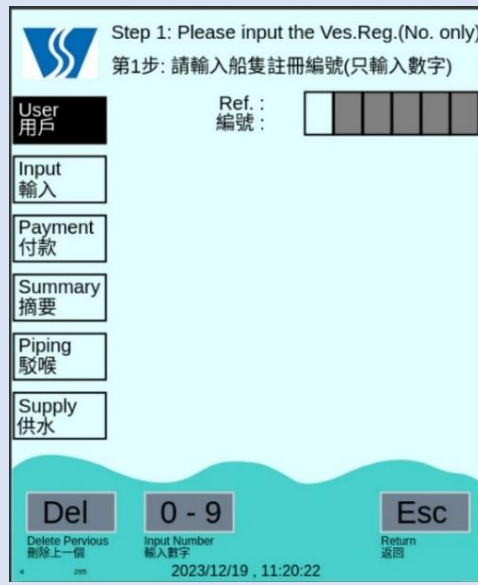 Step 1: Please input the Ves.Reg.(No. only)
第1步: 請輸入船隻註冊編號(只輸入數字)
User
用戶
Ref. :
編號 :
Input
輸入
Payment
付款
Summary
摘要
Piping
駁喉
Supply
供水
Del
0 - 9
Esc
Delete Pervious
刪除上一個
Input Number
輸入數字
Return
返回
4
2023/12/19 , 11:20:22